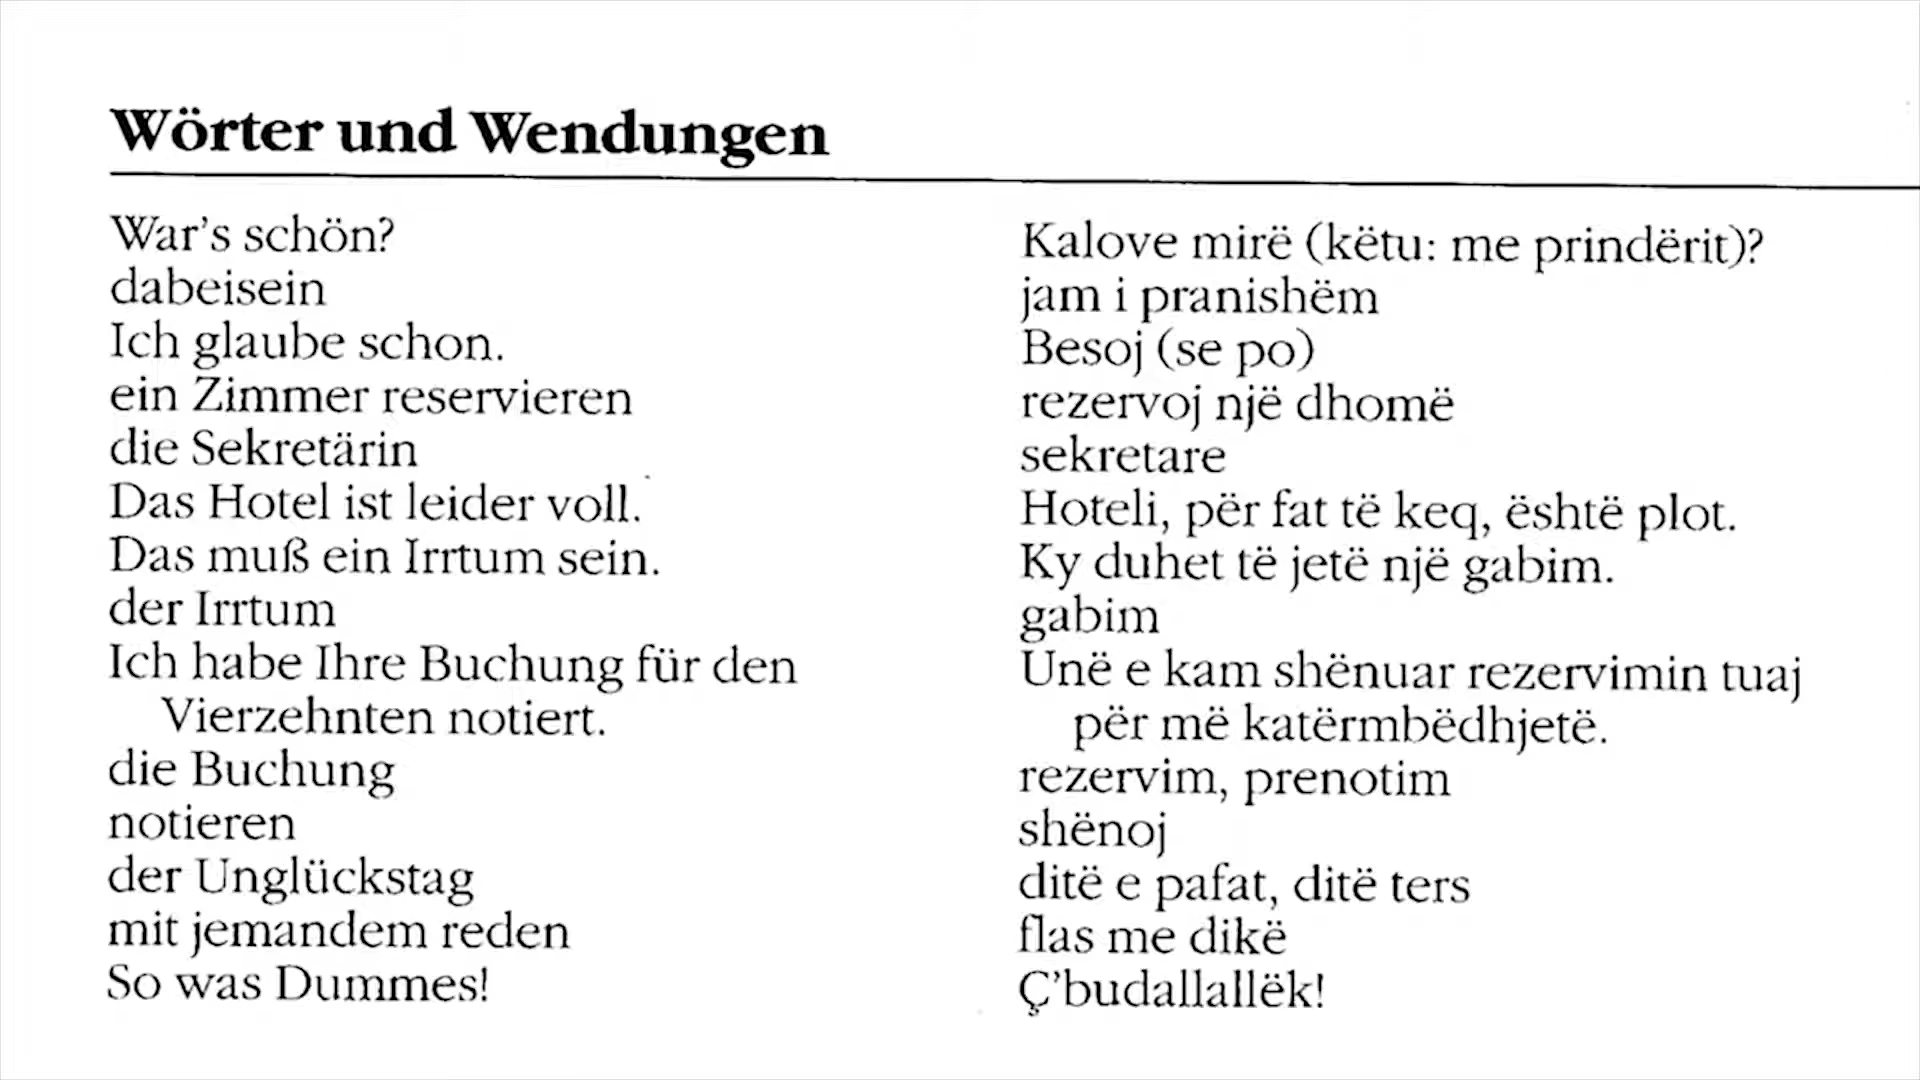 Wörter und Wendungen
War's schön?
dabeisein
Ich glaube schon.
ein Zimmer reservieren
die Sekretärin
Das Hotel ist leider voll.
Das muß ein Irrtum sein.
der Irrtum
Ich habe Ihre Buchung für den
Vierzehnten notiert.
die Buchung
notieren
der Unglückstag
mit jemandem reden
So was Dummes!
Kalove mirë (këtu: me prindërit)?
jam i pranishëm
Besoj (se po)
rezervoj një dhomë
sekretare
Hoteli, për fat të keq, është plot.
Ky duhet të jetë një gabim.
gabim
Unë e kam shënuar rezervimin tuaj
për më katërmbëdhjetë.
rezervim, prenotim
shënoj
ditë e pafat, ditë ters
flas me dikë
Ç'budallallëk!